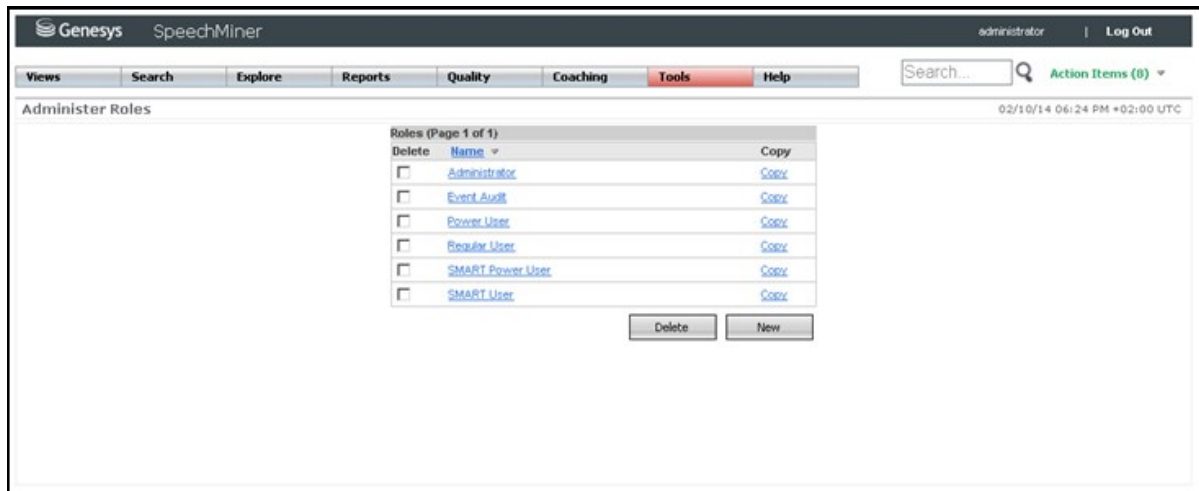 Genesys SpeechMiner administrator | Log Out
Views Search Explore Reports Quality Coaching Tools Help Search... Action Items (8)
Administer Roles 02/10/14 06:24 PM +02:00 UTC
Roles (Page 1 of 1)
Delete Name Copy
Administrator Copy
Event Audit Copy
Power User Copy
Regular User Copy
SMART Power User Copy
SMART User Copy
Delete New